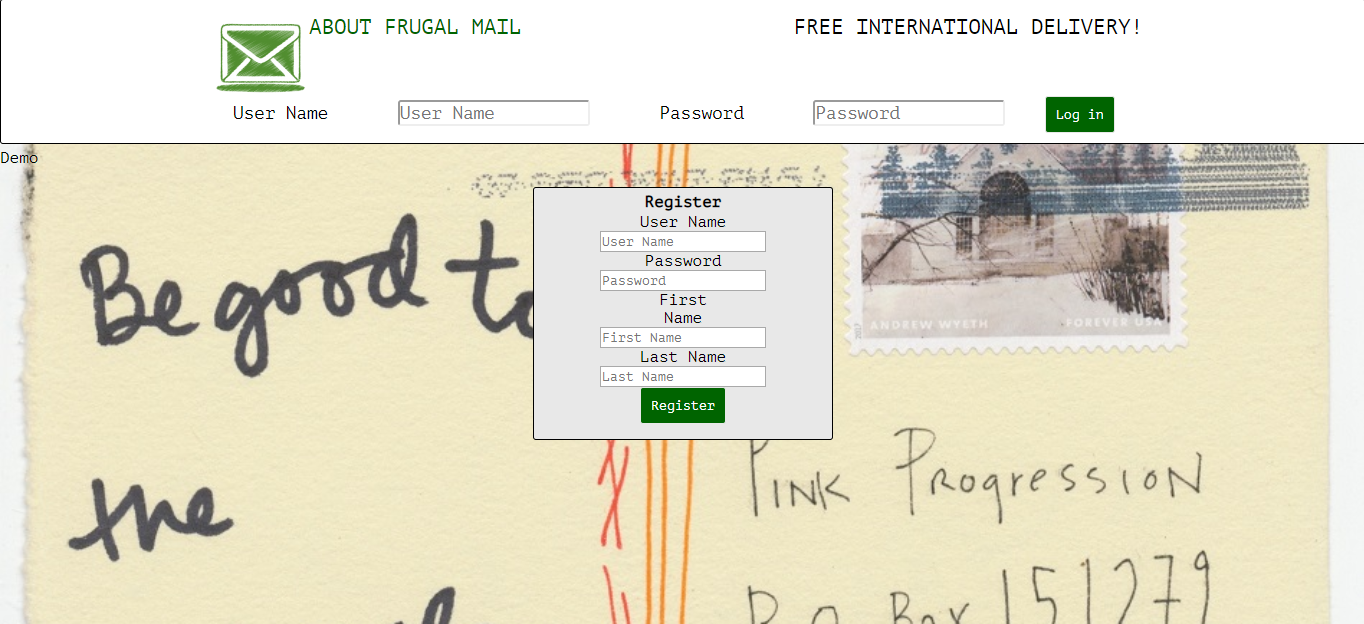 ABOUT FRUGAL MAIL
FREE INTERNATIONAL DELIVERY!
User Name
User Name
Password
Password
Log in
Demo
Register
User Name
User Name
Password
Password
First
Name
First Name
Last Name
Last Name
Register
Be good to
the
2017
ANDREW WYETH
FOREVER USA
PINK PROGRESSION
P.O. Box 151279